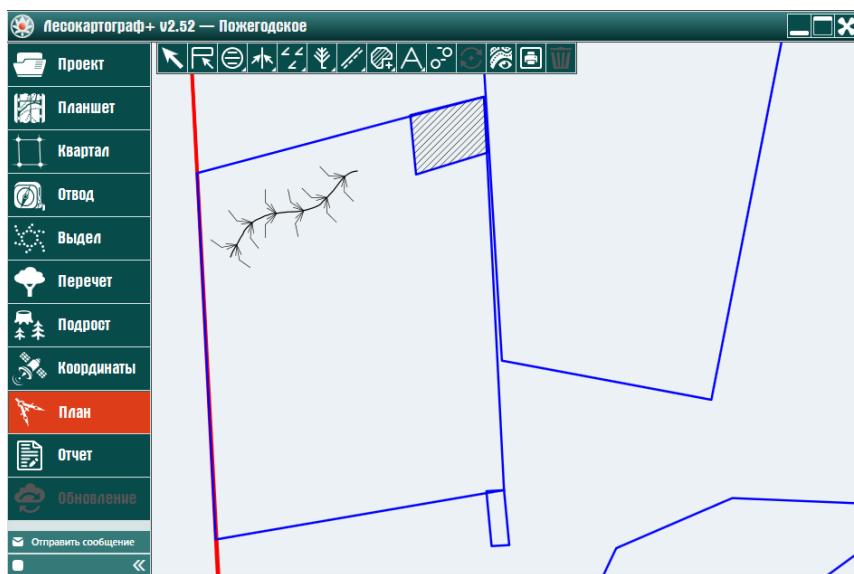 Лесокартограф+ v2.52 — Пожегодское
Проект
Планшет
Квартал
Отвод
Выдел
Перечет
Подрост
Координаты
План
Отчет
Обновление
Отправить сообщение